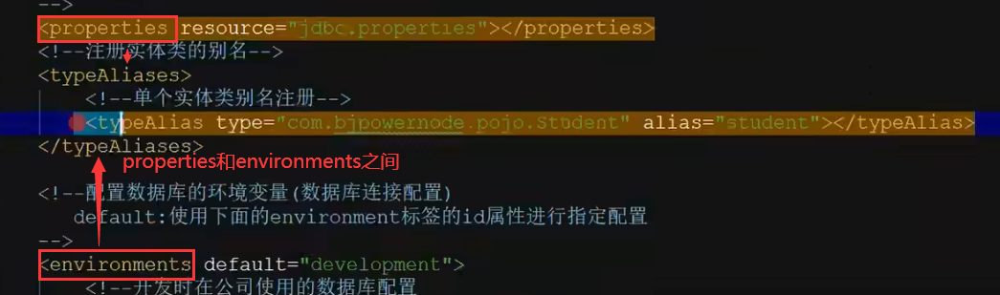 -->
<properties resource="jdbc.properties"></properties>
<!--注册实体类的别名-->
<typeAliases>
<!--单个实体类别名注册-->
<typeAlias type="com.bjpowernode.pojo.Student" alias="student"></typeAlias>
</typeAliases>
properties和environments之间
<!--配置数据库的环境变量(数据库连接配置)
default:使用下面的environment标签的id属性进行指定配置
-->
<environments default="development">
<!--开发时在公司使用的数据库配置